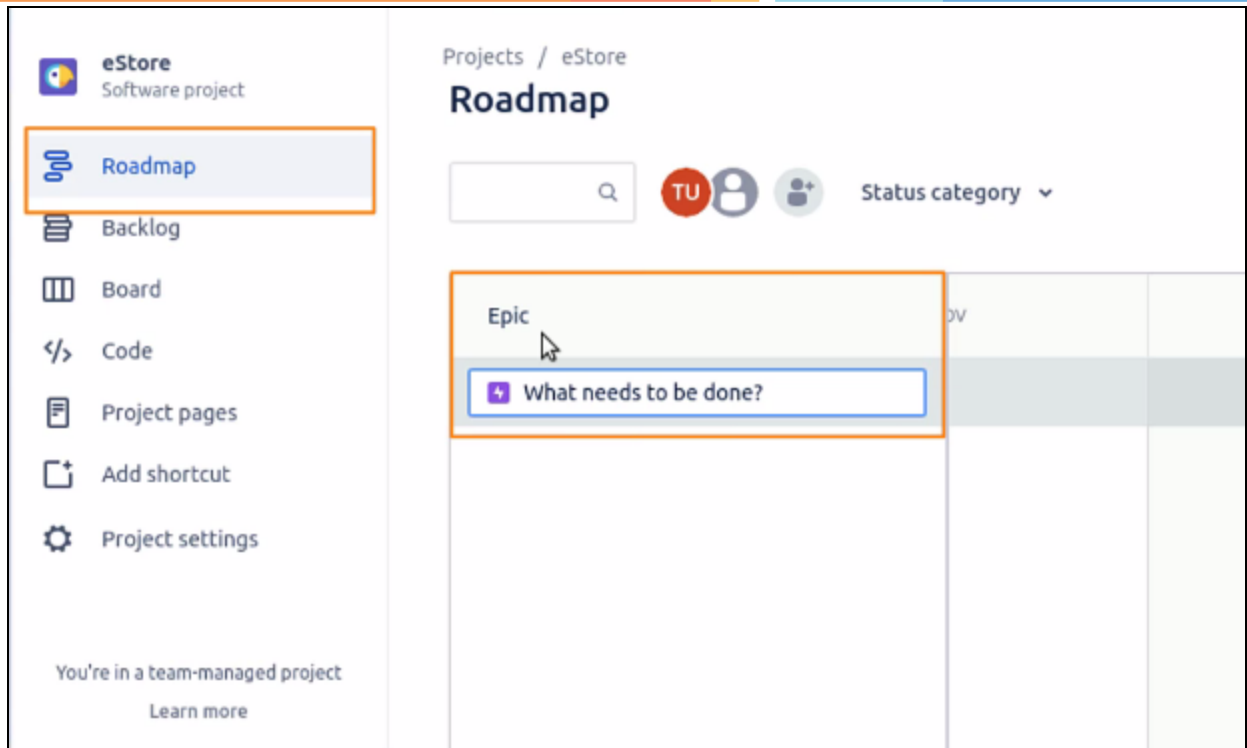 eStore
Software project
Roadmap
Backlog
Board
Code
Project pages
Add shortcut
Project settings
You're in a team-managed project
Learn more
Projects / eStore
Roadmap
TU
Status category
Epic
What needs to be done?